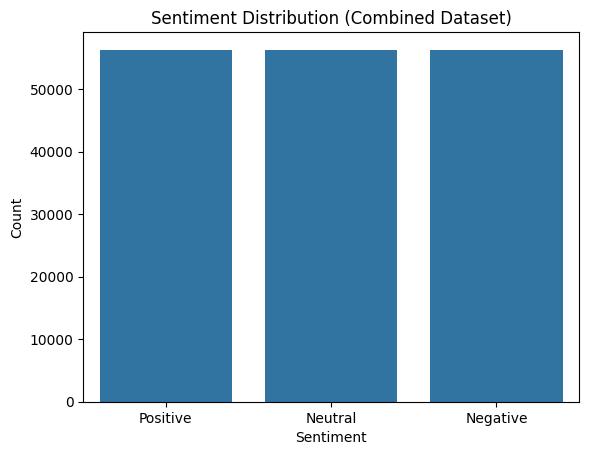 Sentiment Distribution (Combined Dataset)
Count
50000
40000
30000
20000
10000
0
Positive Neutral Negative
Sentiment